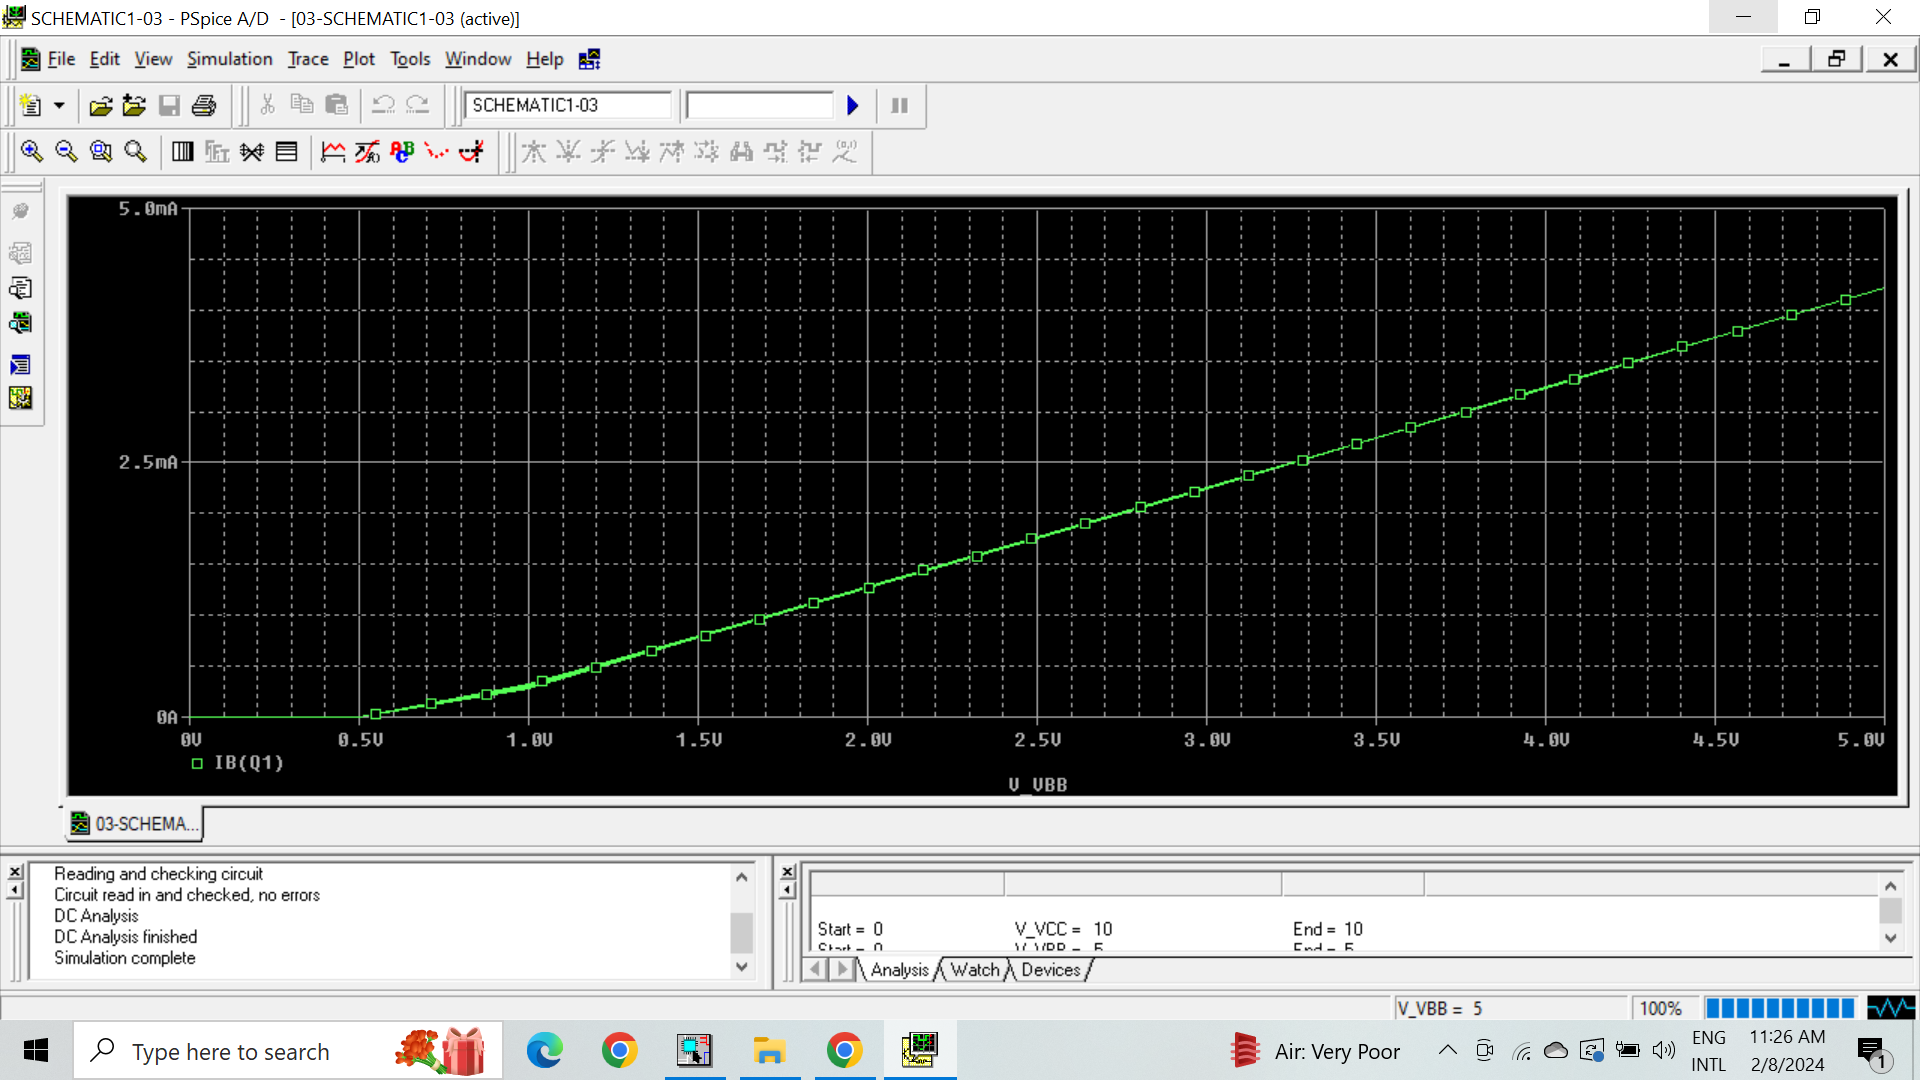 SCHEMATIC1-03 - PSpice A/D - [03-SCHEMATIC1-03 (active)]
File Edit View Simulation Trace Plot Tools Window Help
SCHEMATIC1-03
5.0mA
2.5mA
0A
0V 0.5V 1.0V 1.5V 2.0V 2.5V 3.0V 3.5V 4.0V 4.5V 5.0V
IB(Q1)
V_VBB
03-SCHEMA...
Reading and checking circuit
Circuit read in and checked, no errors
DC Analysis
DC Analysis finished
Simulation complete
Start = 0 V_VCC = 10 End = 10
Start = 0 V_VBB = 5 End = 5
Analysis Watch Devices
V_VBB = 5 100%
Type here to search
Air: Very Poor
ENG
INTL
11:26 AM
2/8/2024
1